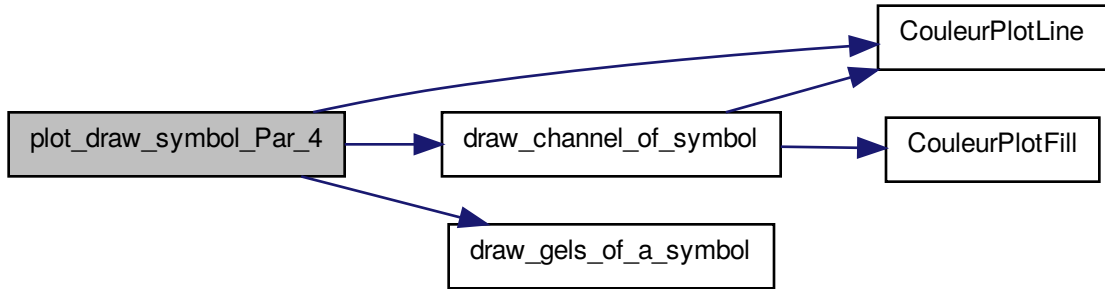 CouleurPlotLine
plot_draw_symbol_Par_4
draw_channel_of_symbol
CouleurPlotFill
draw_gels_of_a_symbol